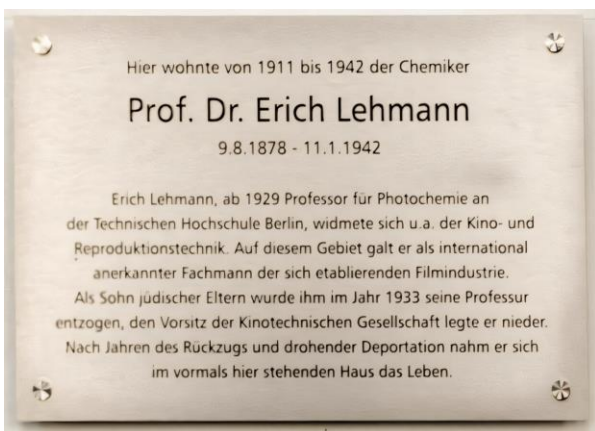 Hier wohnte von 1911 bis 1942 der Chemiker
Prof. Dr. Erich Lehmann
9.8.1878 - 11.1.1942
Erich Lehmann, ab 1929 Professor für Photochemie an
der Technischen Hochschule Berlin, widmete sich u.a. der Kino- und
Reproduktionstechnik. Auf diesem Gebiet galt er als international
anerkannter Fachmann der sich etablierenden Filmindustrie.
Als Sohn jüdischer Eltern wurde ihm im Jahr 1933 seine Professur
entzogen, den Vorsitz der Kinotechnischen Gesellschaft legte er nieder.
Nach Jahren des Rückzugs und drohender Deportation nahm er sich
im vormals hier stehenden Haus das Leben.